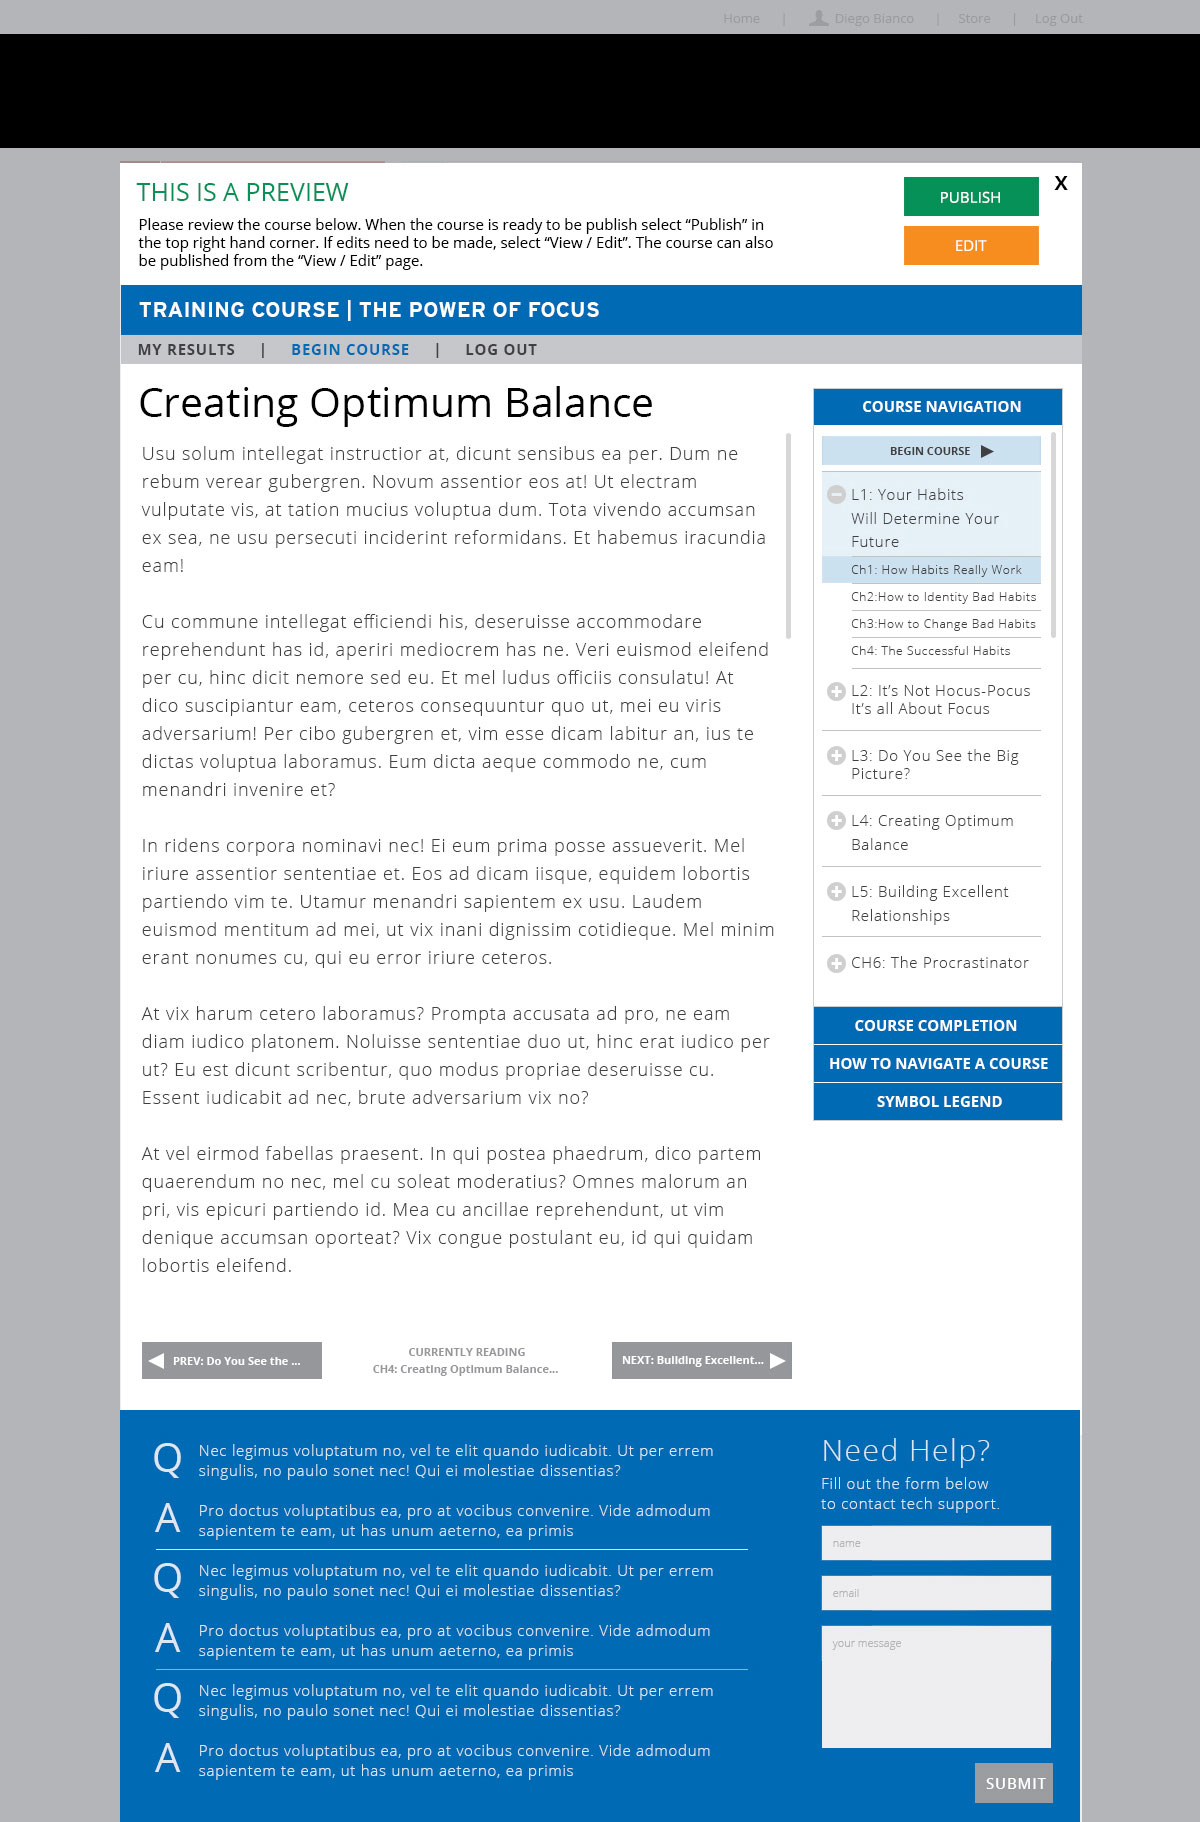 Home | Diego Bianco | Store | Log Out
THIS IS A PREVIEW
Please review the course below. When the course is ready to be publish select “Publish” in
the top right hand corner. If edits need to be made, select “View / Edit”. The course can also
be published from the “View / Edit” page.
PUBLISH
X
EDIT
TRAINING COURSE | THE POWER OF FOCUS
MY RESULTS | BEGIN COURSE | LOG OUT
Creating Optimum Balance
Usu solum intellegat instructior at, dicunt sensibus ea per. Dum ne
rebum verear gubergren. Novum assentior eos at! Ut electram
vulputate vis, at tation mucius voluptua dum. Tota vivendo accumsan
ex sea, ne usu persecuti inciderint reformidans. Et habemus iracundia
eam!
Cu commune intellegat efficiendi his, deseruisse accommodare
reprehendunt has id, aperiri mediocrem has ne. Veri euismod eleifend
per cu, hinc dicit nemore sed eu. Et mel ludus officiis consulatu! At
dico suscipiantur eam, ceteros consequuntur quo ut, mei eu viris
adversarium! Per cibo gubergren et, vim esse dicam labitur an, ius te
dictas voluptua laboramus. Eum dicta aeque commodo ne, cum
menandri invenire et?
In ridens corpora nominavi nec! Ei eum prima posse assueverit. Mel
iriure assentior sententiae et. Eos ad dicam iisque, equidem lobortis
partiendo vim te. Utamur menandri sapientem ex usu. Laudem
euismod mentitum ad mei, ut vix inani dignissim cotidieque. Mel minim
erant nonumes cu, qui eu error iriure ceteros.
At vix harum cetero laboramus? Prompta accusata ad pro, ne eam
diam iudico platonem. Noluisse sententiae duo ut, hinc erat iudico per
ut? Eu est dicunt scribentur, quo modus propriae deseruisse cu.
Essent iudicabit ad nec, brute adversarium vix no?
At vel eirmod fabellas praesent. In qui postea phaedrum, dico partem
quaerendum no nec, mel cu soleat moderatius? Omnes malorum an
pri, vis epicuri partiendo id. Mea cu ancillae reprehendunt, ut vim
denique accumsan oporteat? Vix congue postulant eu, id qui quidam
lobortis eleifend.
COURSE NAVIGATION
BEGIN COURSE
L1: Your Habits
Will Determine Your
Future
Ch1: How Habits Really Work
Ch2:How to Identity Bad Habits
Ch3:How to Change Bad Habits
Ch4: The Successful Habits
L2: It’s Not Hocus-Pocus
It’s all About Focus
L3: Do You See the Big
Picture?
L4: Creating Optimum
Balance
L5: Building Excellent
Relationships
CH6: The Procrastinator
COURSE COMPLETION
HOW TO NAVIGATE A COURSE
SYMBOL LEGEND
PREV: Do You See the ...
CURRENTLY READING
CH4: Creating Optimum Balance...
NEXT: Building Excellent...
Q Nec legimus voluptatum no, vel te elit quando iudicabit. Ut per errem
singulis, no paulo sonet nec! Qui ei molestiae dissentias?
A Pro doctus voluptatibus ea, pro at vocibus convenire. Vide admodum
sapientem te eam, ut has unum aeterno, ea primis
Q Nec legimus voluptatum no, vel te elit quando iudicabit. Ut per errem
singulis, no paulo sonet nec! Qui ei molestiae dissentias?
A Pro doctus voluptatibus ea, pro at vocibus convenire. Vide admodum
sapientem te eam, ut has unum aeterno, ea primis
Q Nec legimus voluptatum no, vel te elit quando iudicabit. Ut per errem
singulis, no paulo sonet nec! Qui ei molestiae dissentias?
A Pro doctus voluptatibus ea, pro at vocibus convenire. Vide admodum
sapientem te eam, ut has unum aeterno, ea primis
Need Help?
Fill out the form below
to contact tech support.
name
email
your message
SUBMIT